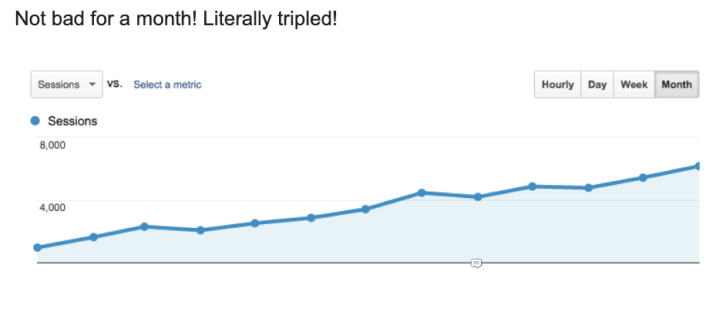 Not bad for a month! Literally tripled!
Sessions VS. Select a metric Hourly Day Week Month
Sessions
8,000
4,000